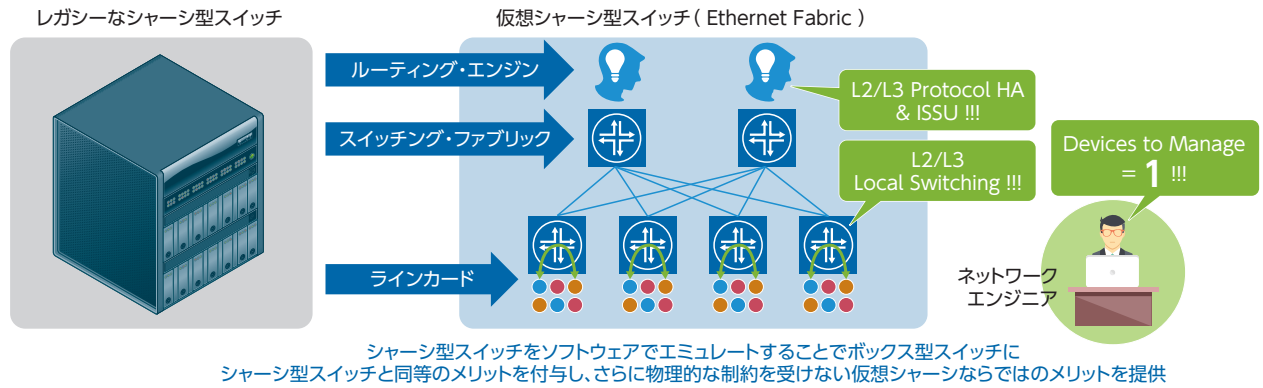 レガシーなシャーシ型スイッチ
仮想シャーシ型スイッチ( Ethernet Fabric )
ルーティング・エンジン
L2/L3 Protocol HA
& ISSU !!!
スイッチング・ファブリック
L2/L3
Local Switching !!!
Devices to Manage
= 1 !!!
ラインカード
ネットワーク
エンジニア
シャーシ型スイッチをソフトウェアでエミュレートすることでボックス型スイッチに
シャーシ型スイッチと同等のメリットを付与し、さらに物理的な制約を受けない仮想シャーシならではのメリットを提供